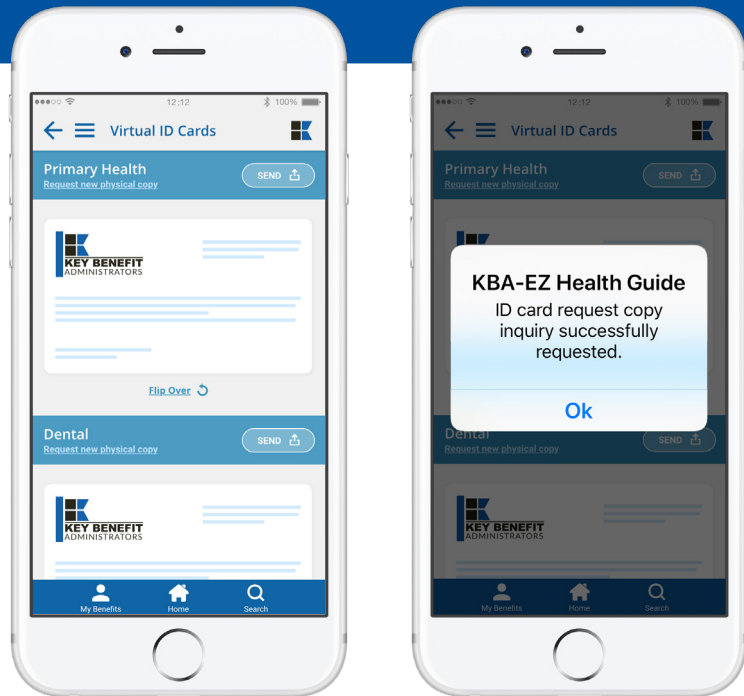 12:12
100%
Virtual ID Cards
Primary Health
Request new physical copy
SEND
KEY BENEFIT
ADMINISTRATORS
Flip Over
Dental
Request new physical copy
SEND
KEY BENEFIT
ADMINISTRATORS
My Benefits
Home
Search
12:12
100%
Virtual ID Cards
Primary Health
Request new physical copy
SEND
KBA-EZ Health Guide
ID card request copy
inquiry successfully
requested.
Ok
Dental
Request new physical copy
SEND
KEY BENEFIT
ADMINISTRATORS
My Benefits
Home
Search